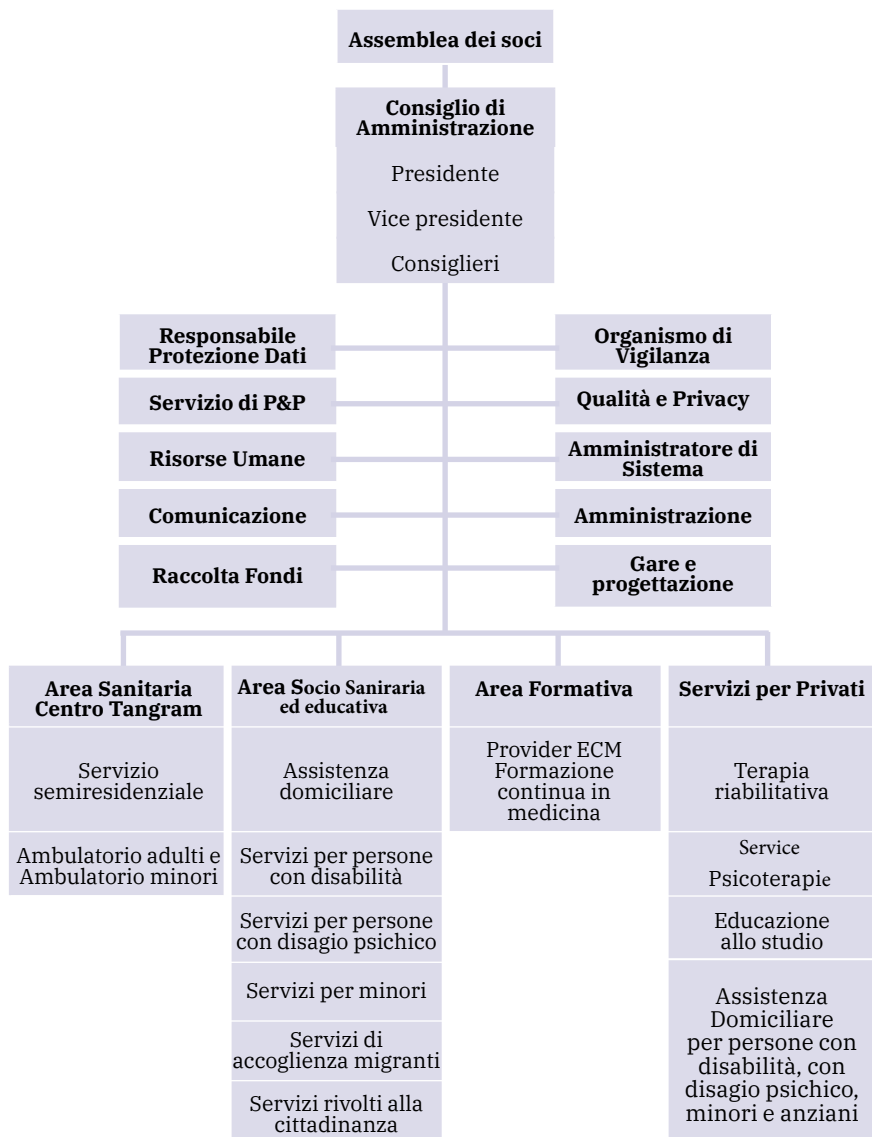 Assemblea dei soci
Consiglio di
Amministrazione
Presidente
Vice presidente
Consiglieri
Responsabile
Protezione Dati
Organismo di
Vigilanza
Servizio di P&P
Qualità e Privacy
Risorse Umane
Amministratore di
Sistema
Comunicazione
Amministrazione
Raccolta Fondi
Gare e
progettazione
Area Sanitaria
Centro Tangram
Servizio
semiresidenziale
Ambulatorio adulti e
Ambulatorio minori
Area Socio Saniraria
ed educativa
Assistenza
domiciliare
Servizi per persone
con disabilità
Servizi per persone
con disagio psichico
Servizi per minori
Servizi di
accoglienza migranti
Servizi rivolti alla
cittadinanza
Area Formativa
Provider ECM
Formazione
continua in
medicina
Servizi per Privati
Terapia
riabilitativa
Service
Psicoterapie
Educazione
allo studio
Assistenza
Domiciliare
per persone con
disabilità, con
disagio psichico,
minori e anziani